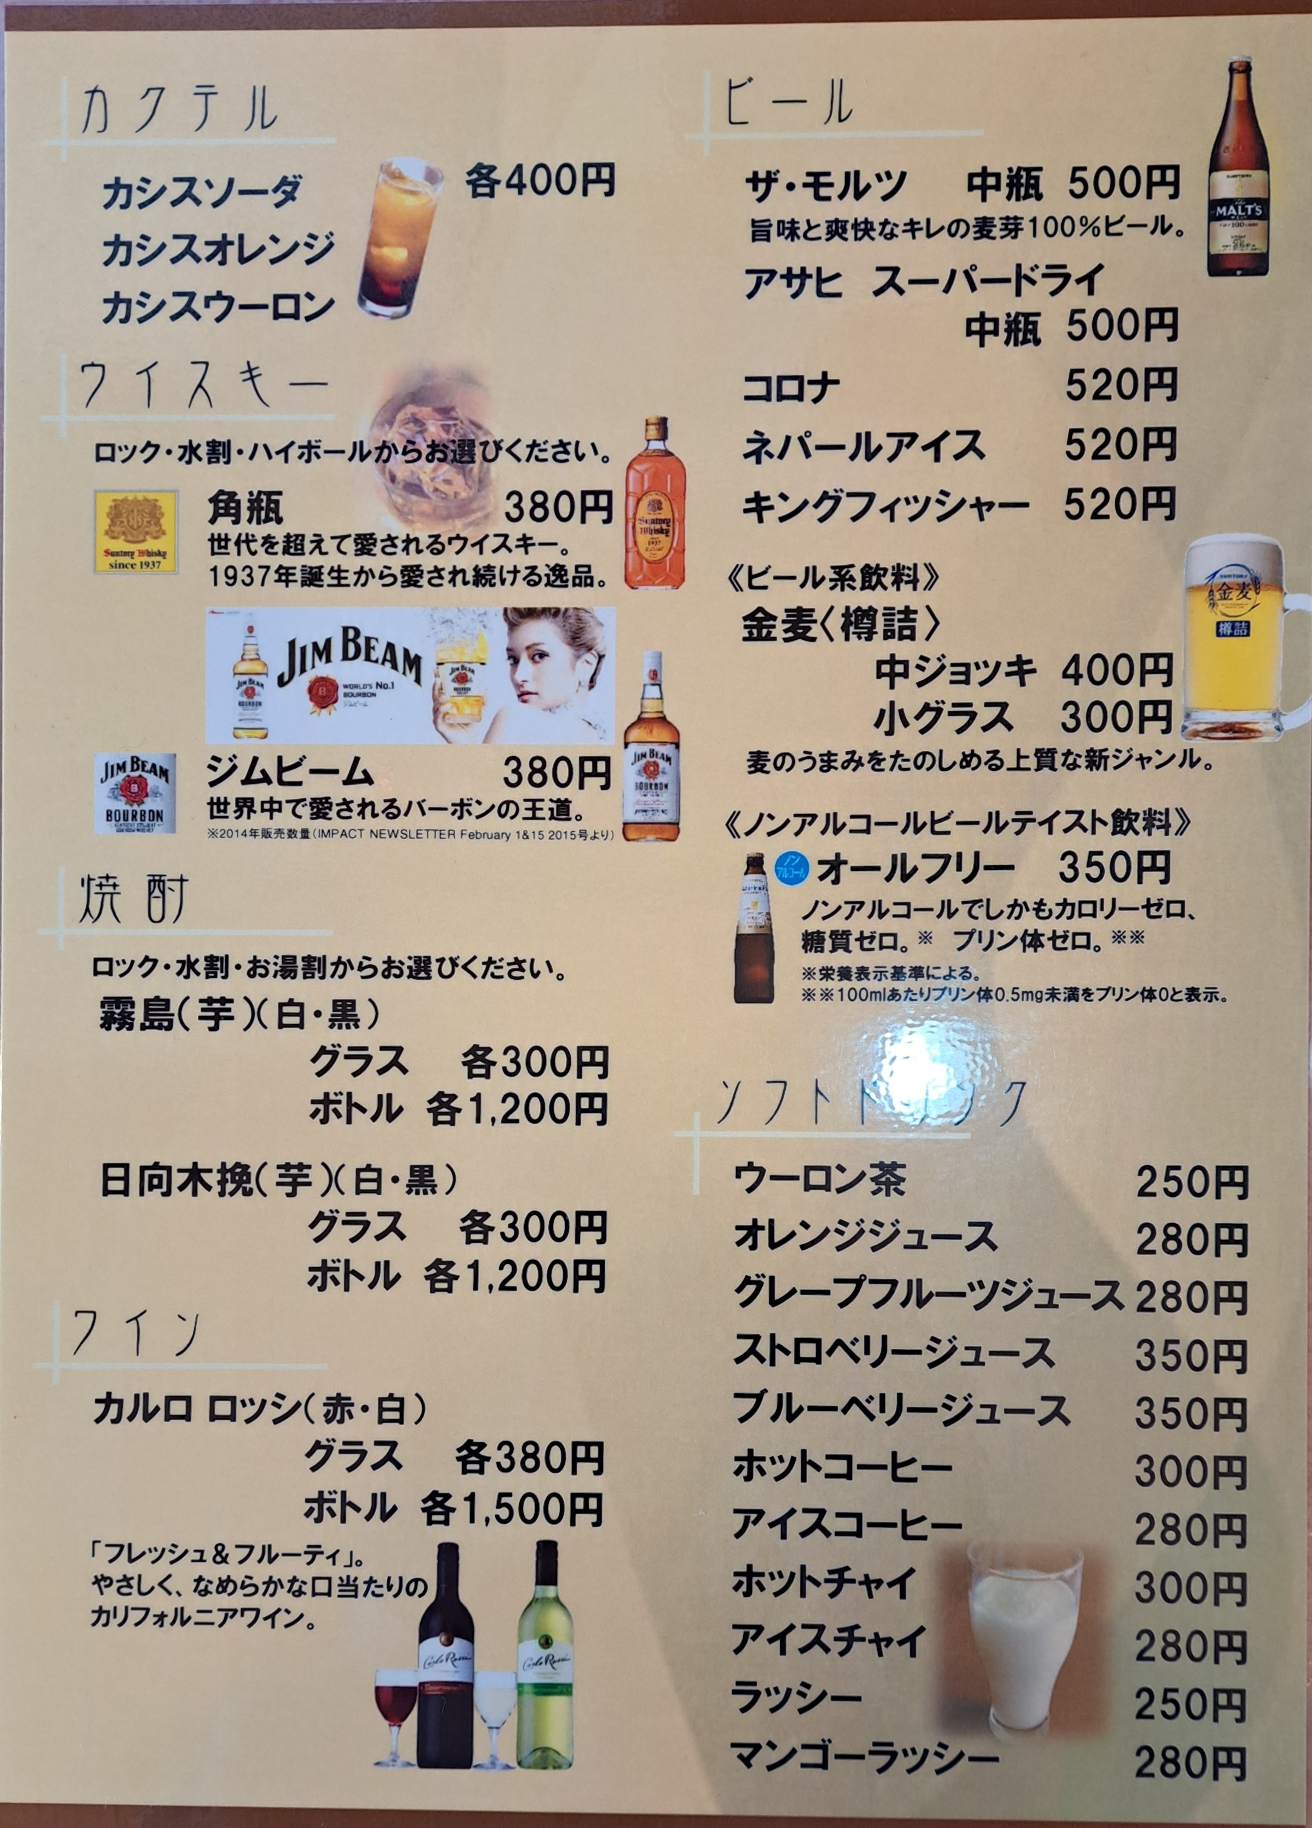 カクテル
カシスソーダ 各400円
カシスオレンジ
カシスウーロン
ウイスキー
ロック・水割・ハイボールからお選びください。
Suntory Whisky
since 1937
角瓶 380円
世代を超えて愛されるウイスキー。
1937年誕生から愛され続ける逸品。
Suntory
Whisky
1937
JIM BEAM
WORLD'S No.1
BOURBON
JIM BEAM
BOURBON
ジムビーム 380円
世界中で愛されるバーボンの王道。
※2014年販売数量(IMPACT NEWSLETTER February 1&15 2015号より)
JIM BEAM
BOURBON
焼酎
ロック・水割・お湯割からお選びください。
霧島(芋)(白・黒)
グラス 各300円
ボトル 各1,200円
日向木挽(芋)(白・黒)
グラス 各300円
ボトル 各1,200円
ワイン
カルロ ロッシ(赤・白)
グラス 各380円
ボトル 各1,500円
「フレッシュ&フルーティ」。
やさしく、なめらかな口当たりの
カリフォルニアワイン。
Carlo Rossi
Carlo Rossi
ビール
ザ・モルツ 中瓶 500円
旨味と爽快なキレの麦芽100%ビール。
MALT'S
アサヒ スーパードライ
中瓶 500円
コロナ 520円
ネパールアイス 520円
キングフィッシャー 520円
《ビール系飲料》
金麦〈樽詰〉
中ジョッキ 400円
小グラス 300円
麦のうまみをたのしめる上質な新ジャンル。
金麦
樽詰
《ノンアルコールビールテイスト飲料》
ノン
アルコール
オールフリー 350円
ノンアルコールでしかもカロリーゼロ、
糖質ゼロ。※ プリン体ゼロ。※※
※栄養表示基準による。
※※100mlあたりプリン体0.5mg未満をプリン体0と表示。
ソフトドリンク
ウーロン茶 250円
オレンジジュース 280円
グレープフルーツジュース 280円
ストロベリージュース 350円
ブルーベリージュース 350円
ホットコーヒー 300円
アイスコーヒー 280円
ホットチャイ 300円
アイスチャイ 280円
ラッシー 250円
マンゴーラッシー 280円